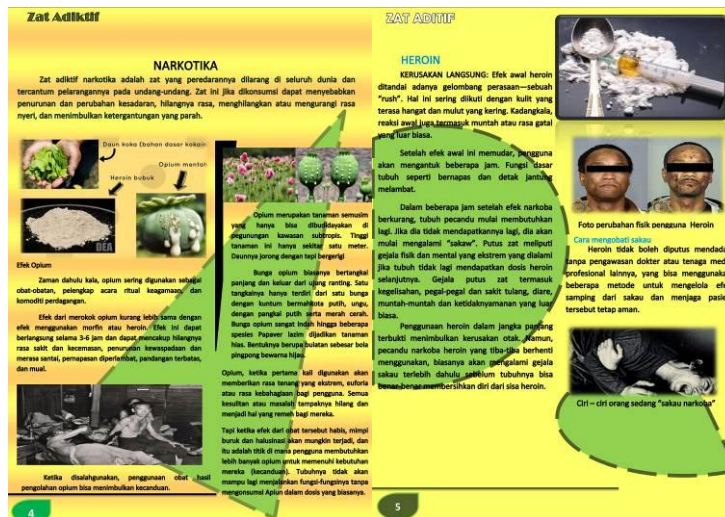 Zat Adiktif
NARKOTIKA
Zat adiktif narkotika adalah zat yang peredarannya dilarang di seluruh dunia dan
tercantum pelarangannya pada undang-undang. Zat ini jika dikonsumsi dapat menyebabkan
penurunan dan perubahan kesadaran, hilangnya rasa, menghilangkan atau mengurangi rasa
nyeri, dan menimbulkan ketergantungan yang parah.
Daun koka (bahan dasar kokain
Opium mentah
Heroin bubuk
DEA
Efek Opium
Zaman dahulu kala, opium sering digunakan sebagai
obat-obatan, pelengkap acara ritual keagamaan, dan
komoditi perdagangan.
Efek dari merokok opium kurang lebih sama dengan
efek menggunakan morfin atau heroin. Efek ini dapat
berlangsung selama 3-6 jam dan dapat mencakup hilangnya
rasa sakit dan kecemasan, penurunan kewaspadaan dan
merasa santai, pernapasan diperlambat, pandangan terbatas,
dan mual.
Ketika disalahgunakan, penggunaan obat hasil
pengolahan opium bisa menimbulkan kecanduan.
4
Opium merupakan tanaman semusim
yang hanya bisa dibudidayakan di
pegunungan kawasan subtropis. Tinggi
tanaman ini hanya sekitar satu meter.
Daunnya jorong dengan tepi bergerigi
Bunga opium biasanya bertangkai
panjang dan keluar dari ujung ranting. Satu
tangkainya hanya terdiri dari satu bunga
dengan kuntum bermahkota putih, ungu,
dengan pangkal putih serta merah cerah.
Bunga opium sangat indah hingga beberapa
spesies Papaver lazim dijadikan tanaman
hias. Bentuknya berupa bulatan sebesar bola
pingpong bewarna hijau.
Opium, ketika pertama kali digunakan akan
memberikan rasa tenang yang ekstrem, euforia
atau rasa kebahagiaan bagi pengguna. Semua
kesulitan atau masalah tampaknya hilang dan
menjadi hal yang remeh bagi mereka.
Tapi ketika efek dari obat tersebut habis, mimpi
buruk dan halusinasi akan mungkin terjadi, dan
itu adalah titik di mana pengguna membutuhkan
lebih banyak opium untuk memenuhi kebutuhan
mereka (kecanduan). Tubuhnya tidak akan
mampu lagi menjalankan fungsi-fungsinya tanpa
mengonsumsi Apiun dalam dosis yang biasanya.
ZAT ADITIF
HEROIN
KERUSAKAN LANGSUNG: Efek awal heroin
ditandai adanya gelombang perasaan—sebuah
"rush". Hal ini sering diikuti dengan kulit yang
terasa hangat dan mulut yang kering. Kadangkala,
reaksi awal juga termasuk muntah atau rasa gatal
yang luar biasa.
Setelah efek awal ini memudar, pengguna
akan mengantuk beberapa jam. Fungsi dasar
tubuh seperti bernapas dan detak jantung
melambat.
Dalam beberapa jam setelah efek narkoba
berkurang, tubuh pecandu mulai membutuhkan
lagi. Jika dia tidak mendapatkannya lagi, dia akan
mulai mengalami "sakaw". Putus zat meliputi
gejala fisik dan mental yang ekstrem yang dialami
jika tubuh tidak lagi mendapatkan dosis heroin
selanjutnya. Gejala putus zat termasuk
kegelisahan, pegal-pegal dan sakit tulang, diare,
muntah-muntah dan ketidaknyamanan yang luar
biasa.
Penggunaan heroin dalam jangka panjang
terbukti menimbulkan kerusakan otak. Namun,
pecandu narkoba heroin yang tiba-tiba berhenti
menggunakan, biasanya akan mengalami gejala
sakau terlebih dahulu sebelum tubuhnya bisa
benar-benar membersihkan diri dari sisa heroin.
Foto perubahan fisik pengguna Heroin
Cara mengobati sakau
Heroin tidak boleh diputus mendada
tanpa pengawasan dokter atau tenaga med
profesional lainnya, yang bisa menggunaka
beberapa metode untuk mengelola efe
samping dari sakau dan menjaga pasie
tersebut tetap aman.
Ciri – ciri orang sedang "sakau narkoba"
5